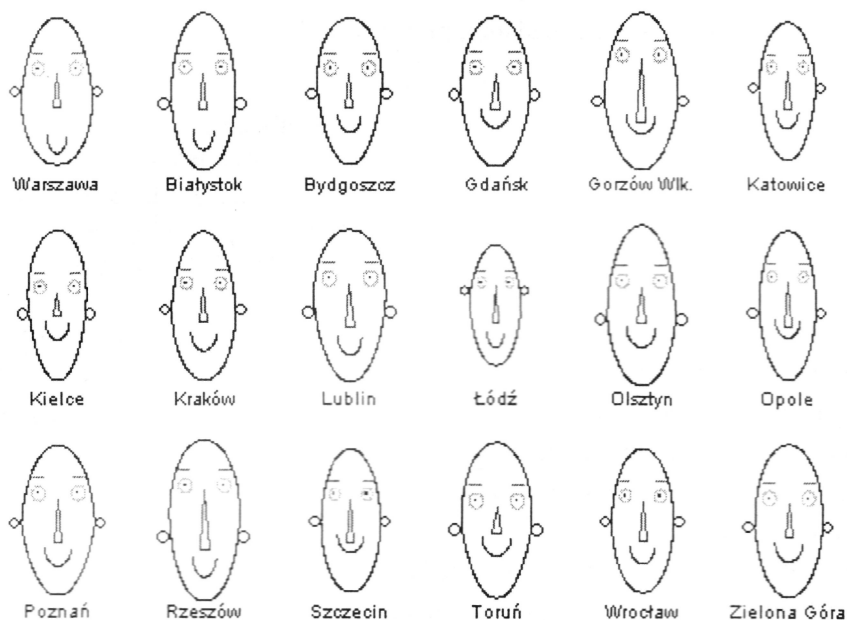 Warszawa Białystok Bydgoszcz Gdańsk Gorzów Wlk. Katowice
Kielce Kraków Lublin Łódź Olsztyn Opole
Poznań Rzeszów Szczecin Toruń Wrocław Zielona Góra